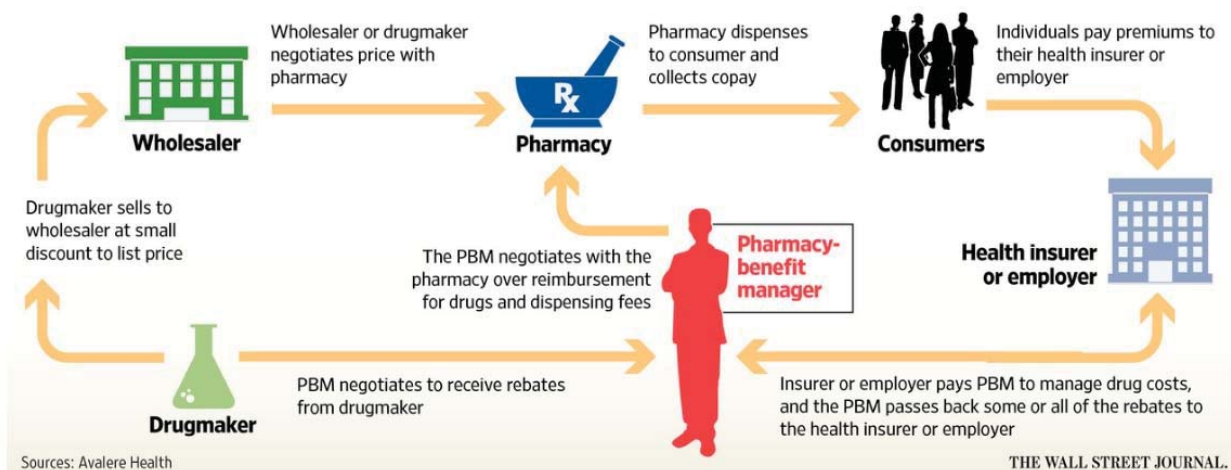 Wholesaler or drugmaker
negotiates price with
pharmacy
Pharmacy dispenses
to consumer and
collects copay
Individuals pay premiums to
their health insurer or
employer
Rx
Wholesaler
Pharmacy
Consumers
Drugmaker sells to
wholesaler at small
discount to list price
The PBM negotiates with the
pharmacy over reimbursement
for drugs and dispensing fees
Pharmacy-
benefit
manager
Health insurer
or employer
PBM negotiates to receive rebates
from drugmaker
Drugmaker
Insurer or employer pays PBM to manage drug costs,
and the PBM passes back some or all of the rebates to
the health insurer or employer
Sources: Avalere Health
THE WALL STREET JOURNAL.